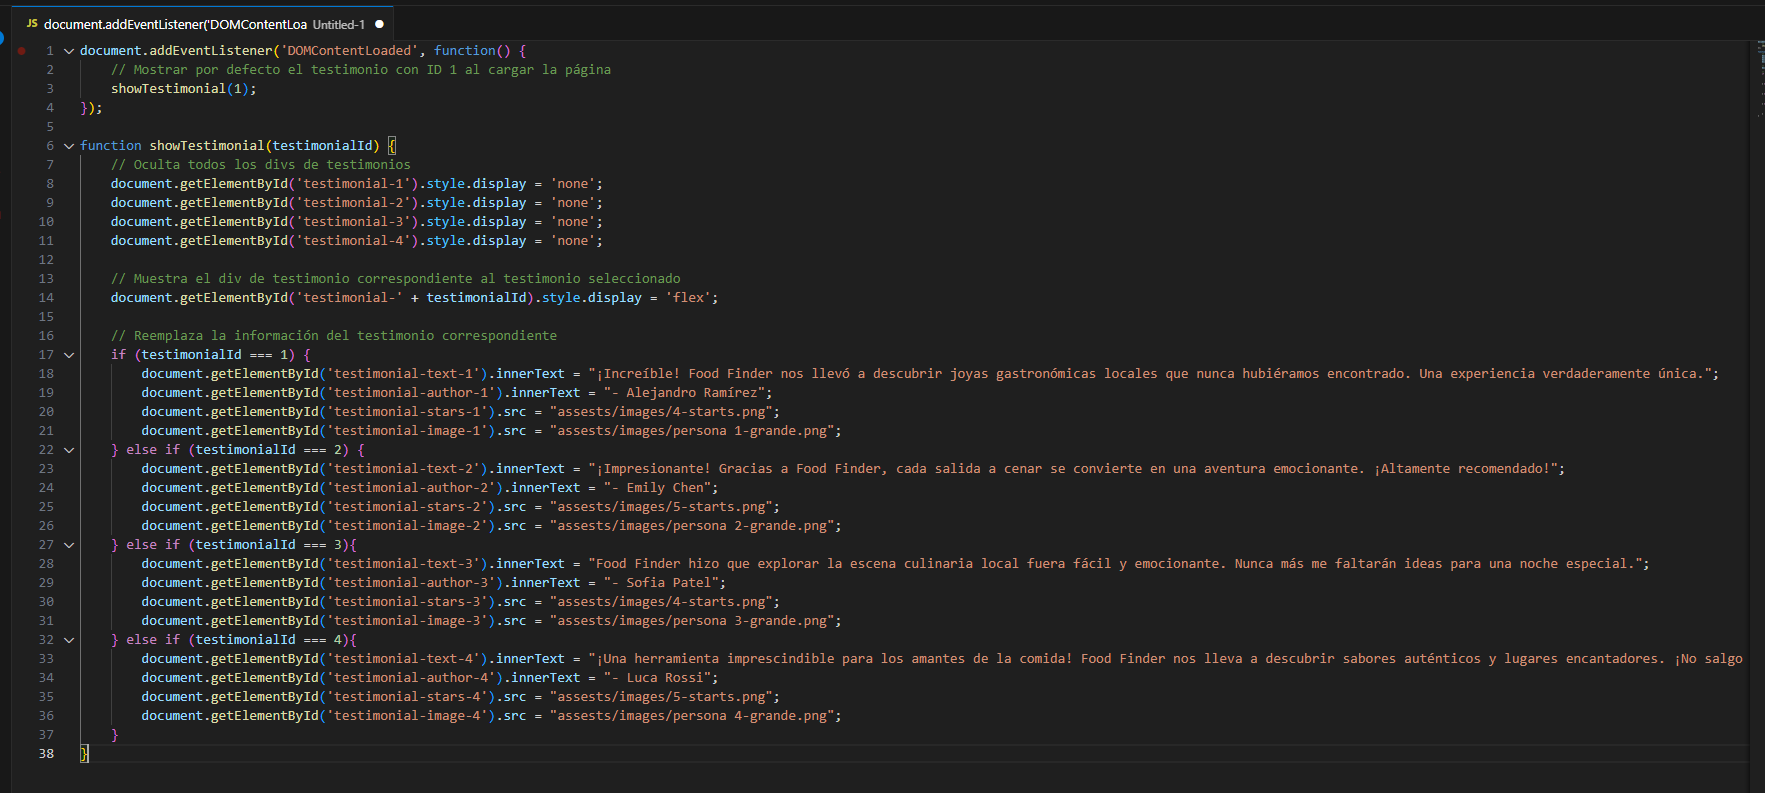 JS document.addEventListener('DOMContentLoa Untitled-1
1 document.addEventListener('DOMContentLoaded', function() {
2 // Mostrar por defecto el testimonio con ID 1 al cargar la página
3 showTestimonial(1);
4 });
5
6 function showTestimonial(testimonialId) {
7 // Oculta todos los divs de testimonios
8 document.getElementById('testimonial-1').style.display = 'none';
9 document.getElementById('testimonial-2').style.display = 'none';
10 document.getElementById('testimonial-3').style.display = 'none';
11 document.getElementById('testimonial-4').style.display = 'none';
12
13 // Muestra el div de testimonio correspondiente al testimonio seleccionado
14 document.getElementById('testimonial-' + testimonialId).style.display = 'flex';
15
16 // Reemplaza la información del testimonio correspondiente
17 if (testimonialId === 1) {
18 document.getElementById('testimonial-text-1').innerText = "¡Increíble! Food Finder nos llevó a descubrir joyas gastronómicas locales que nunca hubiéramos encontrado. Una experiencia verdaderamente única.";
19 document.getElementById('testimonial-author-1').innerText = "- Alejandro Ramírez";
20 document.getElementById('testimonial-stars-1').src = "assests/images/4-starts.png";
21 document.getElementById('testimonial-image-1').src = "assests/images/persona 1-grande.png";
22 } else if (testimonialId === 2) {
23 document.getElementById('testimonial-text-2').innerText = "¡Impresionante! Gracias a Food Finder, cada salida a cenar se convierte en una aventura emocionante. ¡Altamente recomendado!";
24 document.getElementById('testimonial-author-2').innerText = "- Emily Chen";
25 document.getElementById('testimonial-stars-2').src = "assests/images/5-starts.png";
26 document.getElementById('testimonial-image-2').src = "assests/images/persona 2-grande.png";
27 } else if (testimonialId === 3){
28 document.getElementById('testimonial-text-3').innerText = "Food Finder hizo que explorar la escena culinaria local fuera fácil y emocionante. Nunca más me faltarán ideas para una noche especial.";
29 document.getElementById('testimonial-author-3').innerText = "- Sofia Patel";
30 document.getElementById('testimonial-stars-3').src = "assests/images/4-starts.png";
31 document.getElementById('testimonial-image-3').src = "assests/images/persona 3-grande.png";
32 } else if (testimonialId === 4){
33 document.getElementById('testimonial-text-4').innerText = "¡Una herramienta imprescindible para los amantes de la comida! Food Finder nos lleva a descubrir sabores auténticos y lugares encantadores. ¡No salgo
34 document.getElementById('testimonial-author-4').innerText = "- Luca Rossi";
35 document.getElementById('testimonial-stars-4').src = "assests/images/5-starts.png";
36 document.getElementById('testimonial-image-4').src = "assests/images/persona 4-grande.png";
37 }
38 }